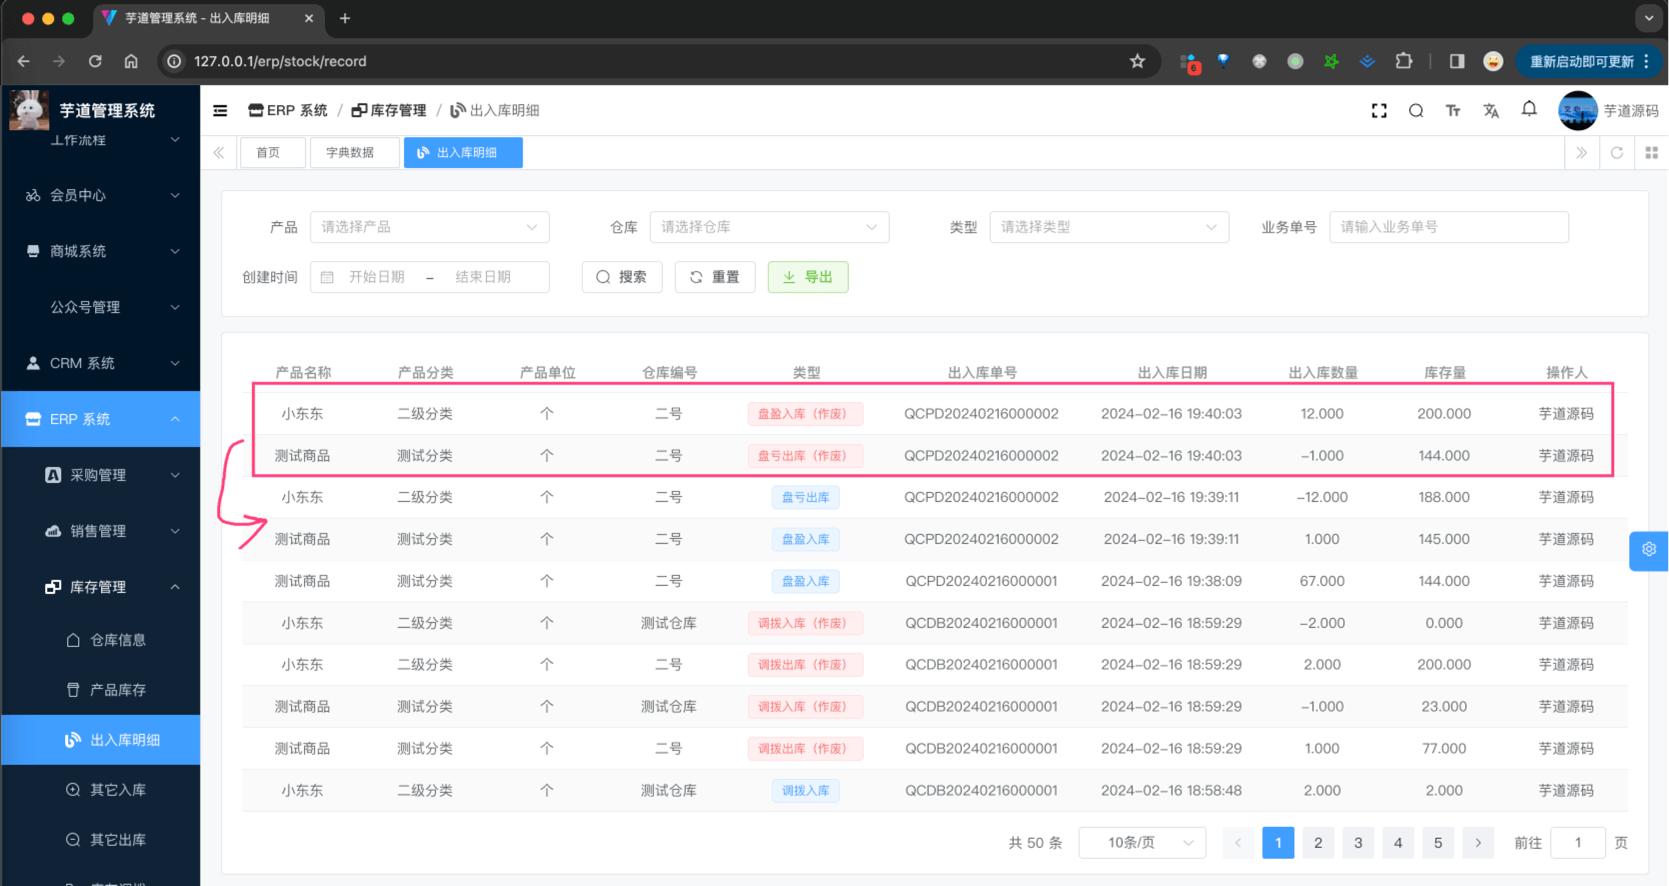 芋道管理系统 - 出入库明细
127.0.0.1/erp/stock/record
6
重新启动即可更新
芋道管理系统
ERP 系统 / 库存管理 / 出入库明细
芋道源码
首页 字典数据 出入库明细
工作流程
会员中心
商城系统
公众号管理
CRM 系统
ERP 系统
采购管理
销售管理
库存管理
仓库信息
产品库存
出入库明细
其它入库
其它出库
产品 请选择产品 仓库 请选择仓库 类型 请选择类型 业务单号 请输入业务单号
创建时间 开始日期 - 结束日期 搜索 重置 导出
产品名称 产品分类 产品单位 仓库编号 类型 出入库单号 出入库日期 出入库数量 库存量 操作人
小东东 二级分类 个 二号 盘盈入库（作废） QCPD20240216000002 2024-02-16 19:40:03 12.000 200.000 芋道源码
测试商品 测试分类 个 二号 盘亏出库（作废） QCPD20240216000002 2024-02-16 19:40:03 -1.000 144.000 芋道源码
小东东 二级分类 个 二号 盘亏出库 QCPD20240216000002 2024-02-16 19:39:11 -12.000 188.000 芋道源码
测试商品 测试分类 个 二号 盘盈入库 QCPD20240216000002 2024-02-16 19:39:11 1.000 145.000 芋道源码
测试商品 测试分类 个 二号 盘盈入库 QCPD20240216000001 2024-02-16 19:38:09 67.000 144.000 芋道源码
小东东 二级分类 个 测试仓库 调拨入库（作废） QCDB20240216000001 2024-02-16 18:59:29 -2.000 0.000 芋道源码
小东东 二级分类 个 二号 调拨出库（作废） QCDB20240216000001 2024-02-16 18:59:29 2.000 200.000 芋道源码
测试商品 测试分类 个 测试仓库 调拨入库（作废） QCDB20240216000001 2024-02-16 18:59:29 -1.000 23.000 芋道源码
测试商品 测试分类 个 二号 调拨出库（作废） QCDB20240216000001 2024-02-16 18:59:29 1.000 77.000 芋道源码
小东东 二级分类 个 测试仓库 调拨入库 QCDB20240216000001 2024-02-16 18:58:48 2.000 2.000 芋道源码
共 50 条 10条/页 1 2 3 4 5 前往 1 页